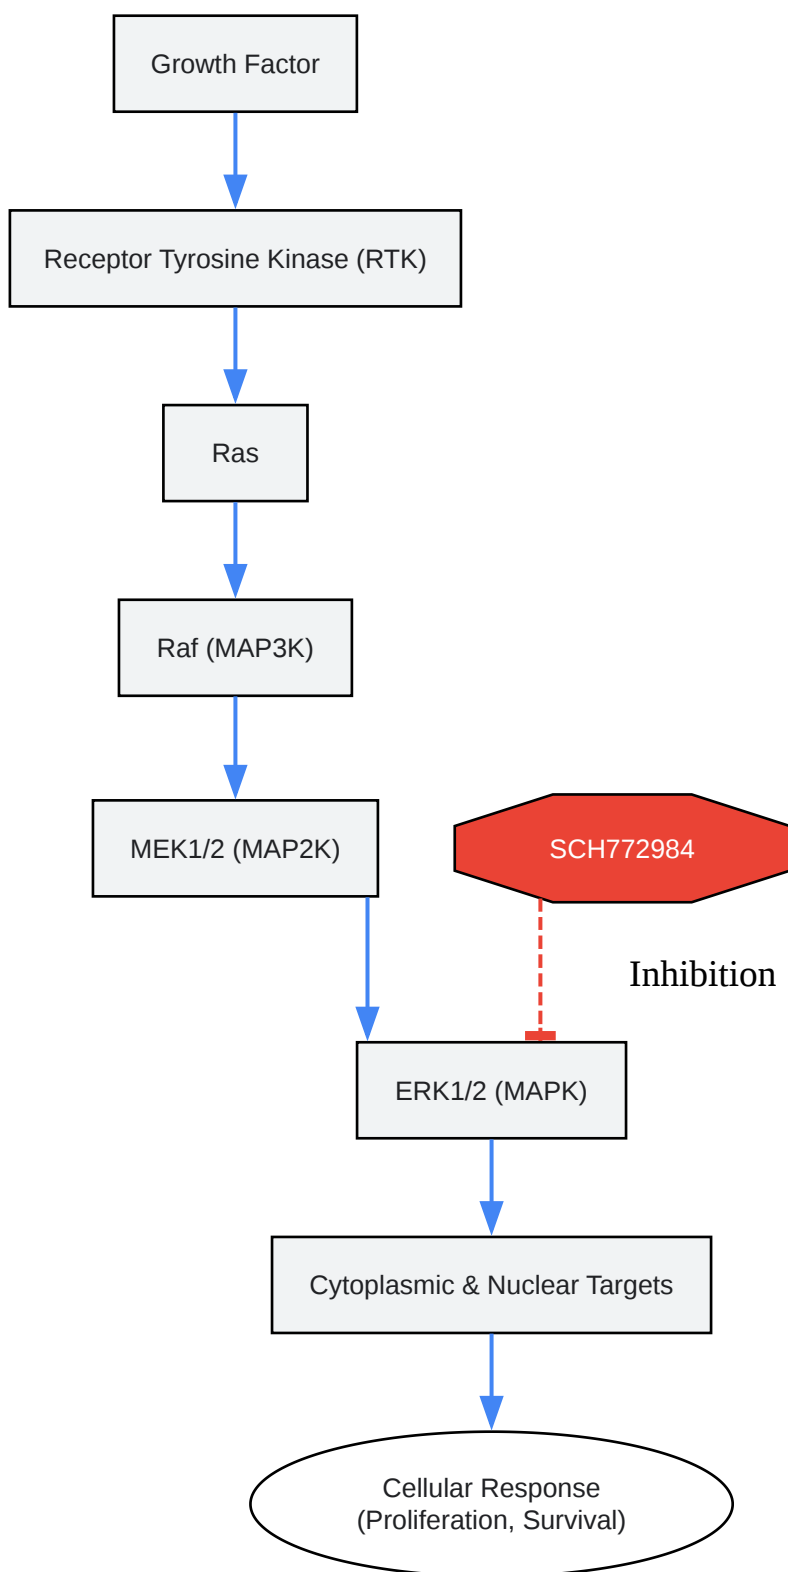 Growth Factor
Receptor Tyrosine Kinase (RTK)
Ras
Raf (MAP3K)
MEK1/2 (MAP2K)
SCH772984
Inhibition
ERK1/2 (MAPK)
Cytoplasmic & Nuclear Targets
Cellular Response
(Proliferation, Survival)